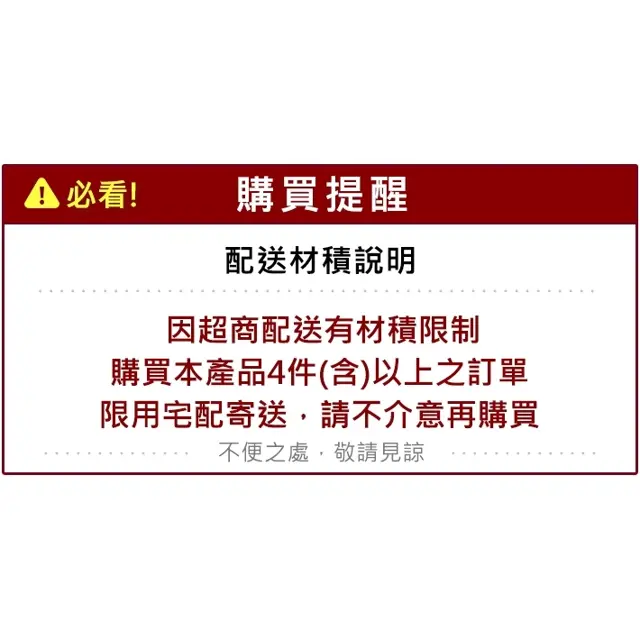 必看! 購買提醒
配送材積說明
因超商配送有材積限制
購買本產品4件(含)以上之訂單
限用宅配寄送，請不介意再購買
不便之處，敬請見諒